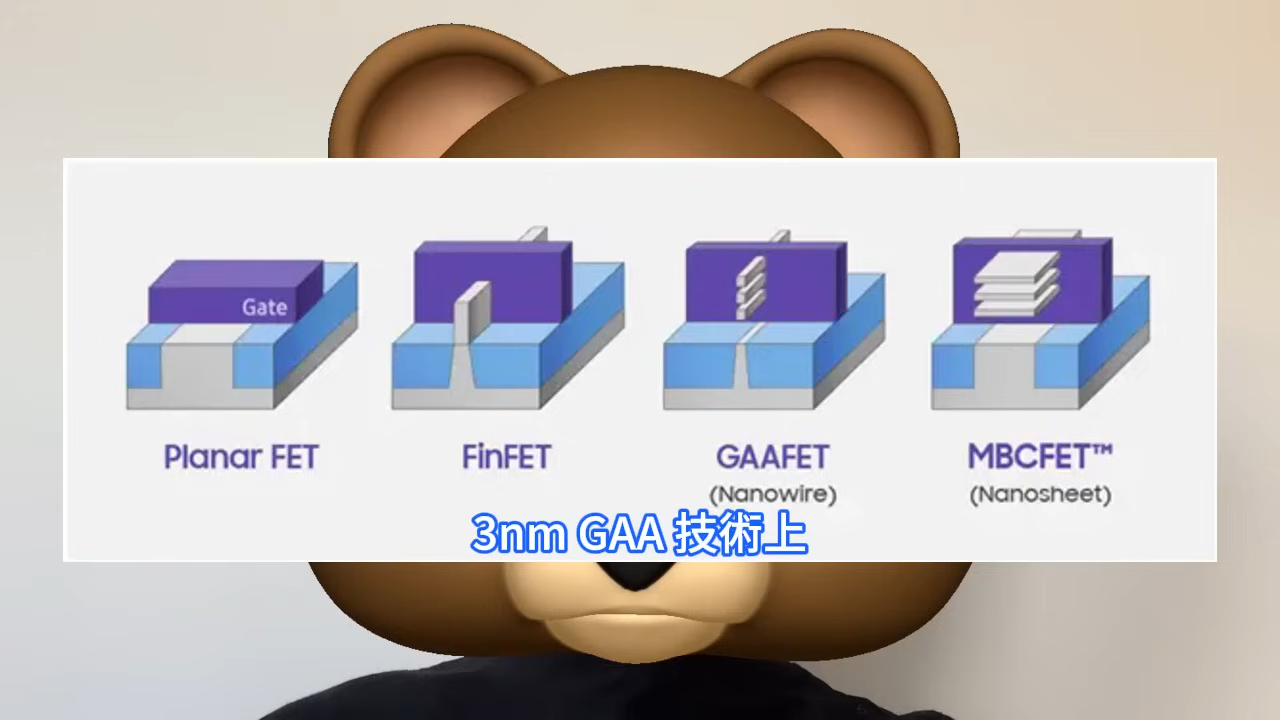 Gate
Planar FET
FinFET
GAAFET
(Nanowire)
MBCFET™
(Nanosheet)
3nm GAA 技術上